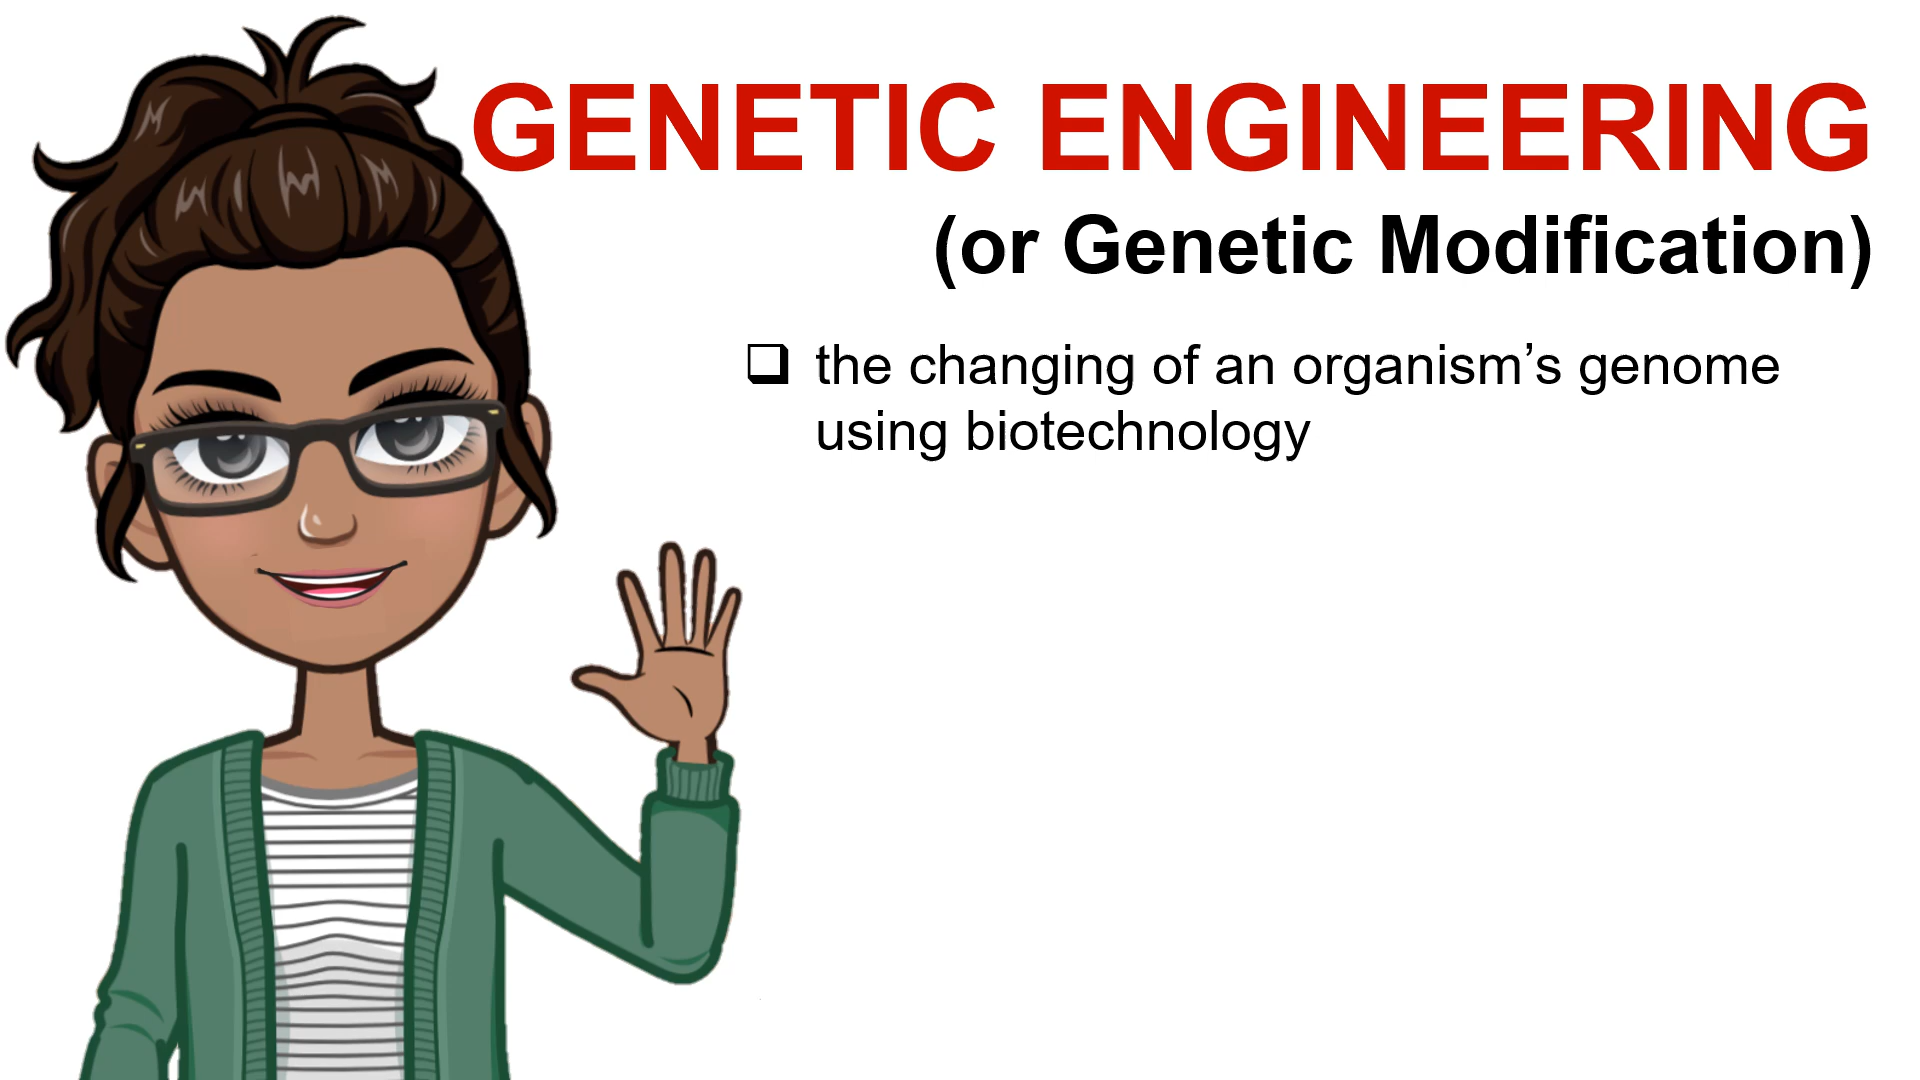 GENETIC ENGINEERING
(or Genetic Modification)
❑ the changing of an organism’s genome
using biotechnology